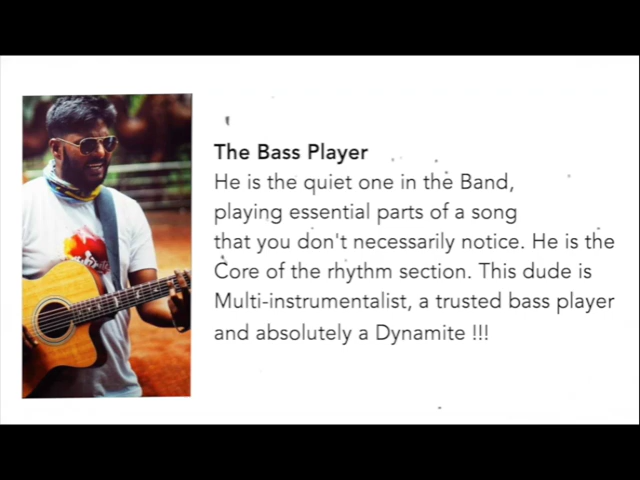 The Bass Player
He is the quiet one in the Band,
playing essential parts of a song
that you don't necessarily notice. He is the
Core of the rhythm section. This dude is
Multi-instrumentalist, a trusted bass player
and absolutely a Dynamite !!!